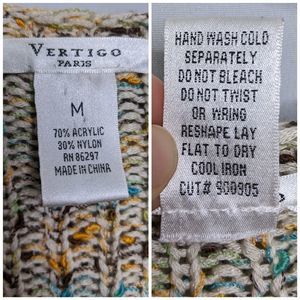 VERTIGO
PARIS
M
70% ACRYLIC
30% NYLON
RN 86297
MADE IN CHINA
HAND WASH COLD
SEPARATELY
DO NOT BLEACH
DO NOT TWIST
OR WRING
RESHAPE LAY
FLAT TO DRY
COOL IRON
CUT# 900905